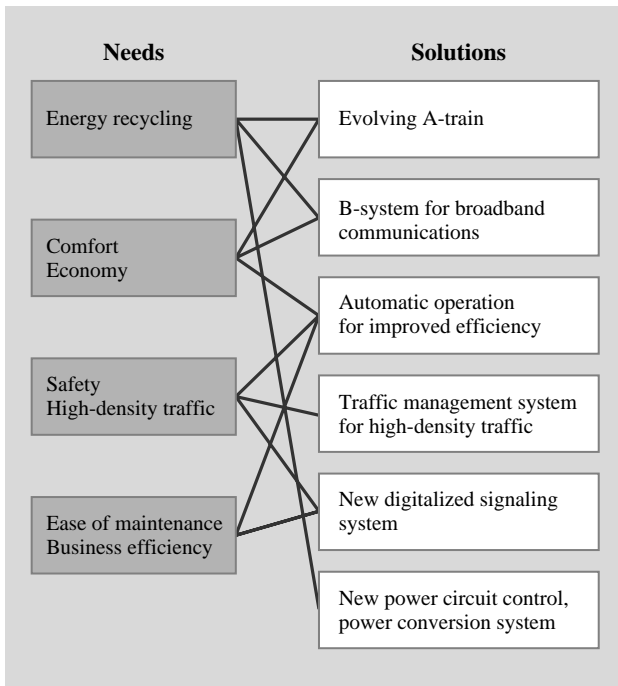 Needs
Energy recycling
Comfort
Economy
Safety
High-density traffic
Ease of maintenance
Business efficiency
Solutions
Evolving A-train
B-system for broadband
communications
Automatic operation
for improved efficiency
Traffic management system
for high-density traffic
New digitalized signaling
system
New power circuit control,
power conversion system